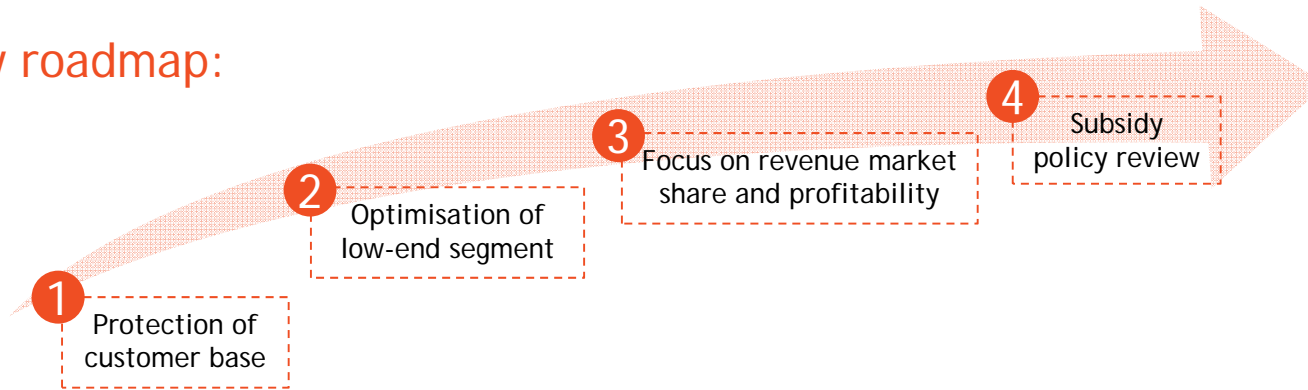 roadmap:
1
Protection of
customer base
2
Optimisation of
low-end segment
3
Focus on revenue market
share and profitability
4
Subsidy
policy review